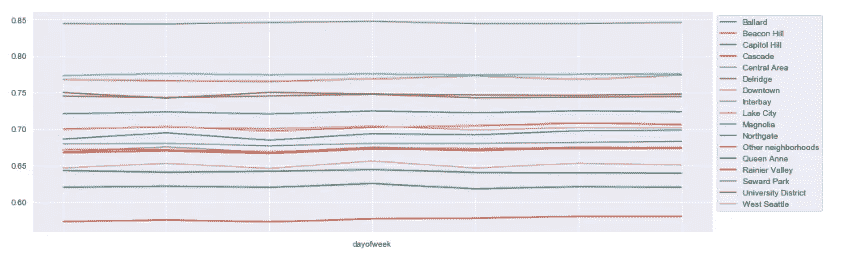 0.85
0.80
0.75
0.70
0.65
0.60
dayofweek
Ballard
Beacon Hill
Capitol Hill
Cascade
Central Area
Delridge
Downtown
Interbay
Lake City
Magnolia
Northgate
Other neighborhoods
Queen Anne
Rainier Valley
Seward Park
University District
West Seattle